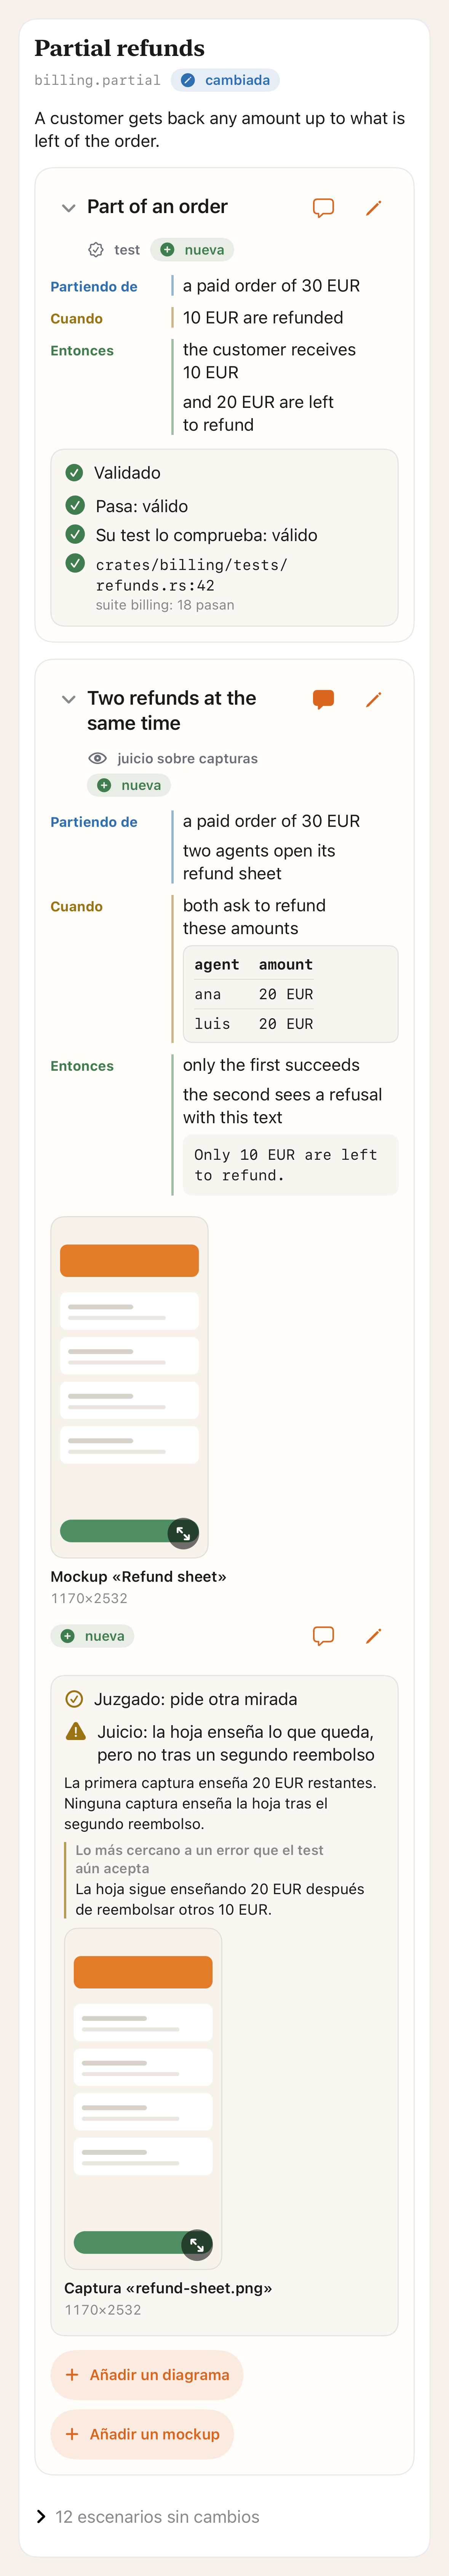 Partial refunds
billing.partial cambiada
A customer gets back any amount up to what is
left of the order.
Part of an order
test nueva
Partiendo de a paid order of 30 EUR
Cuando 10 EUR are refunded
Entonces the customer receives
10 EUR
and 20 EUR are left
to refund
Validado
Pasa: válido
Su test lo comprueba: válido
crates/billing/tests/
refunds.rs:42
suite billing: 18 pasan
Two refunds at the
same time
juicio sobre capturas
nueva
Partiendo de a paid order of 30 EUR
two agents open its
refund sheet
Cuando both ask to refund
these amounts
agent amount
ana 20 EUR
luis 20 EUR
Entonces only the first succeeds
the second sees a refusal
with this text
Only 10 EUR are left
to refund.
Mockup «Refund sheet»
1170×2532
nueva
Juzgado: pide otra mirada
Juicio: la hoja enseña lo que queda,
pero no tras un segundo reembolso
La primera captura enseña 20 EUR restantes.
Ninguna captura enseña la hoja tras el
segundo reembolso.
Lo más cercano a un error que el test
aún acepta
La hoja sigue enseñando 20 EUR después
de reembolsar otros 10 EUR.
Captura «refund-sheet.png»
1170×2532
+ Añadir un diagrama
+ Añadir un mockup
12 escenarios sin cambios